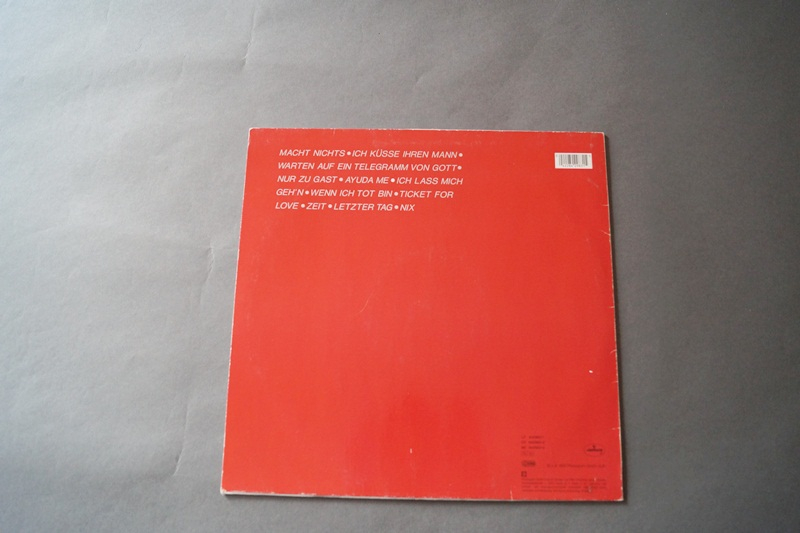 MACHT NICHTS • ICH KÜSSE IHREN MANN •
WARTEN AUF EIN TELEGRAMM VON GOTT •
NUR ZU GAST • AYUDA ME • ICH LASS MICH
GEH'N • WENN ICH TOT BIN • TICKET FOR
LOVE • ZEIT • LETZTER TAG • NIX